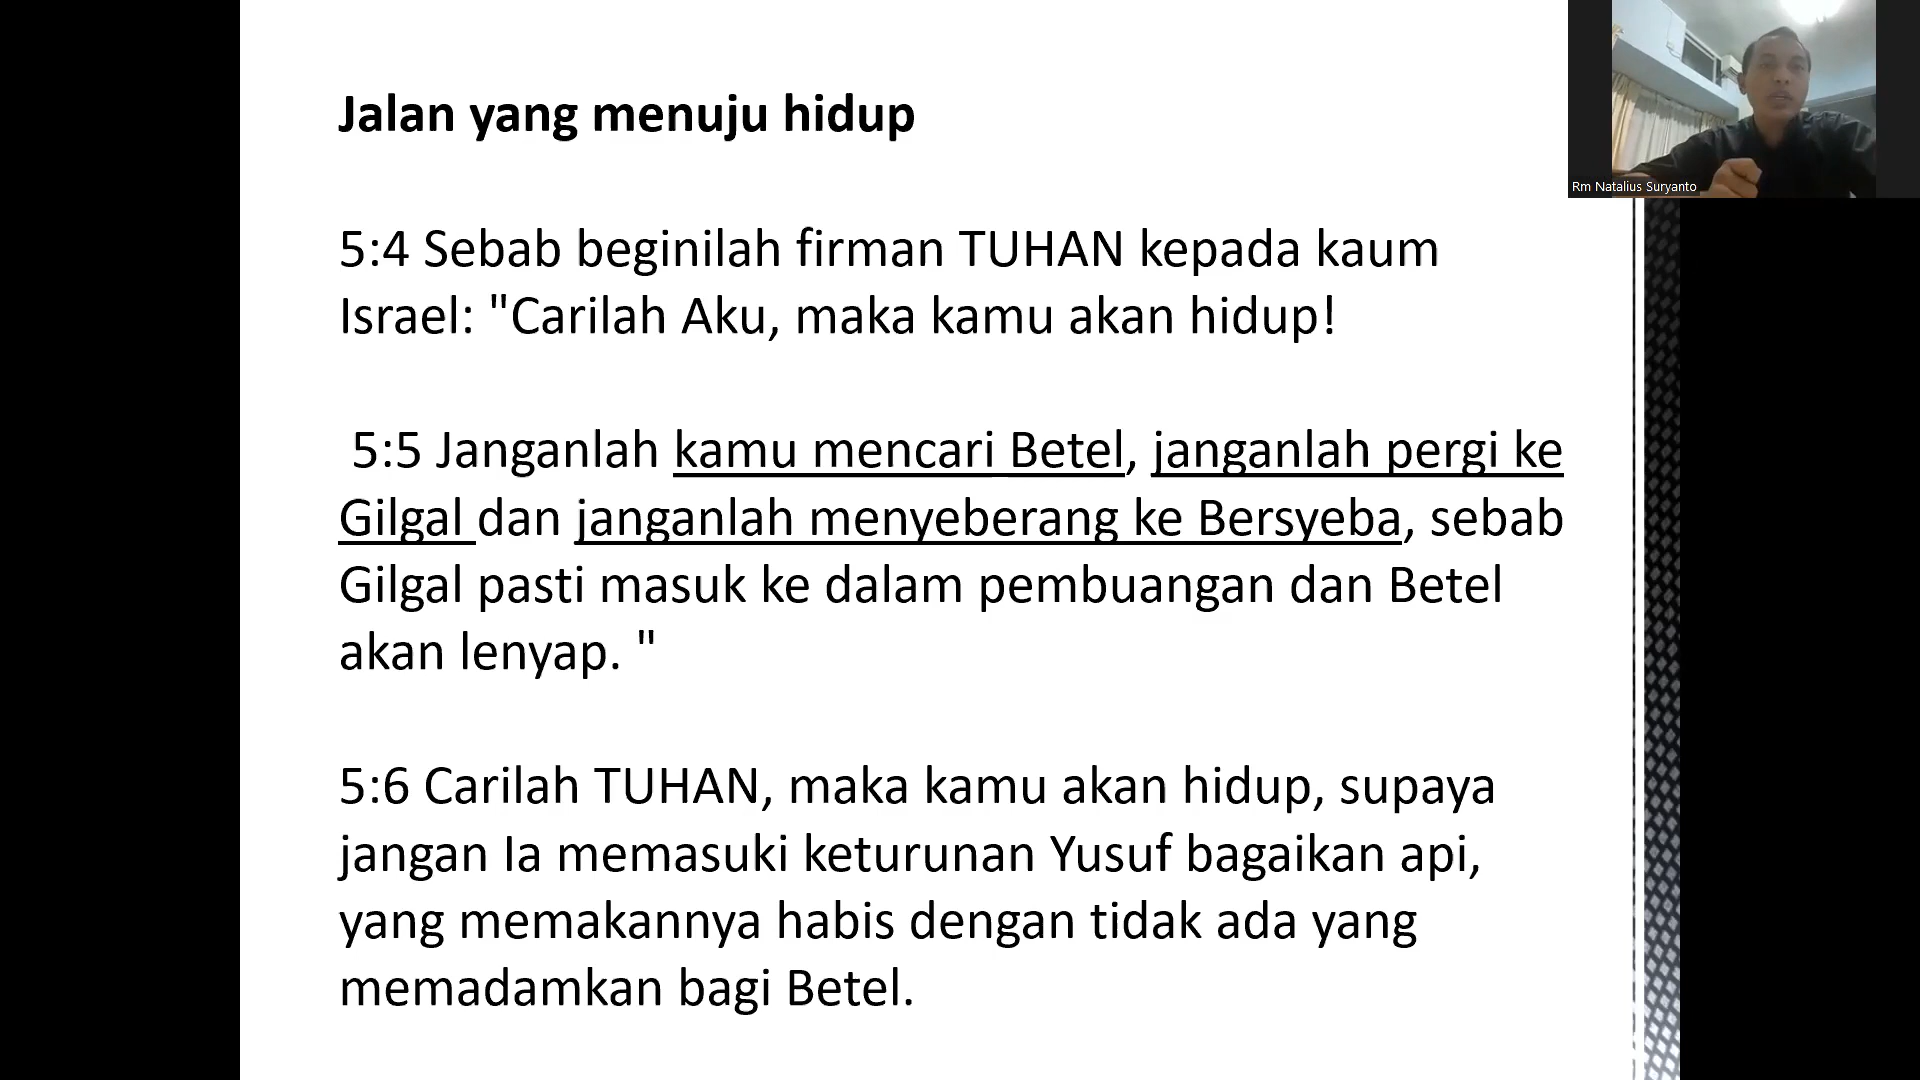 Jalan yang menuju hidup
Rm Natalius Suryanto
5:4 Sebab beginilah firman TUHAN kepada kaum
Israel: "Carilah Aku, maka kamu akan hidup!
5:5 Janganlah kamu mencari Betel, janganlah pergi ke
Gilgal dan janganlah menyeberang ke Bersyeba, sebab
Gilgal pasti masuk ke dalam pembuangan dan Betel
akan lenyap. "
5:6 Carilah TUHAN, maka kamu akan hidup, supaya
jangan Ia memasuki keturunan Yusuf bagaikan api,
yang memakannya habis dengan tidak ada yang
memadamkan bagi Betel.